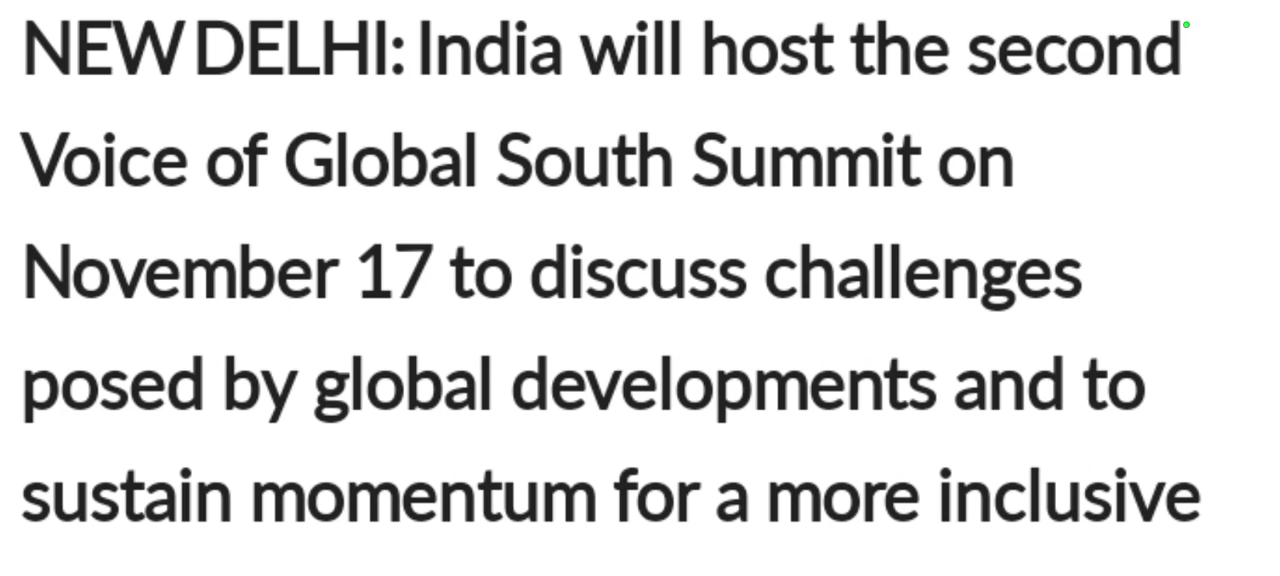 NEW DELHI: India will host the second
Voice of Global South Summit on
November 17 to discuss challenges
posed by global developments and to
sustain momentum for a more inclusive